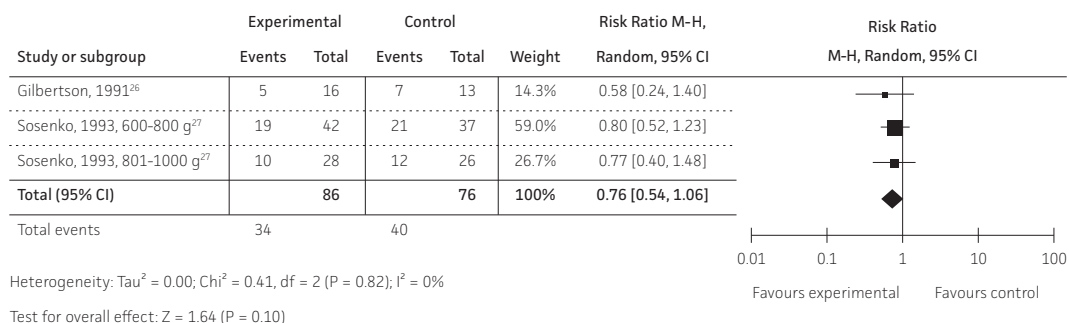 Experimental Control Risk Ratio M-H, Risk Ratio
Study or subgroup Events Total Events Total Weight Random, 95% CI M-H, Random, 95% CI
Gilbertson, 1991²⁶ 5 16 7 13 14.3% 0.58 [0.24, 1.40]
Sosenko, 1993, 600-800 g²⁷ 19 42 21 37 59.0% 0.80 [0.52, 1.23]
Sosenko, 1993, 801-1000 g²⁷ 10 28 12 26 26.7% 0.77 [0.40, 1.48]
Total (95% CI) 86 76 100% 0.76 [0.54, 1.06]
Total events 34 40
0.01 0.1 1 10 100
Heterogeneity: Tau² = 0.00; Chi² = 0.41, df = 2 (P = 0.82); I² = 0%
Favours experimental Favours control
Test for overall effect: Z = 1.64 (P = 0.10)